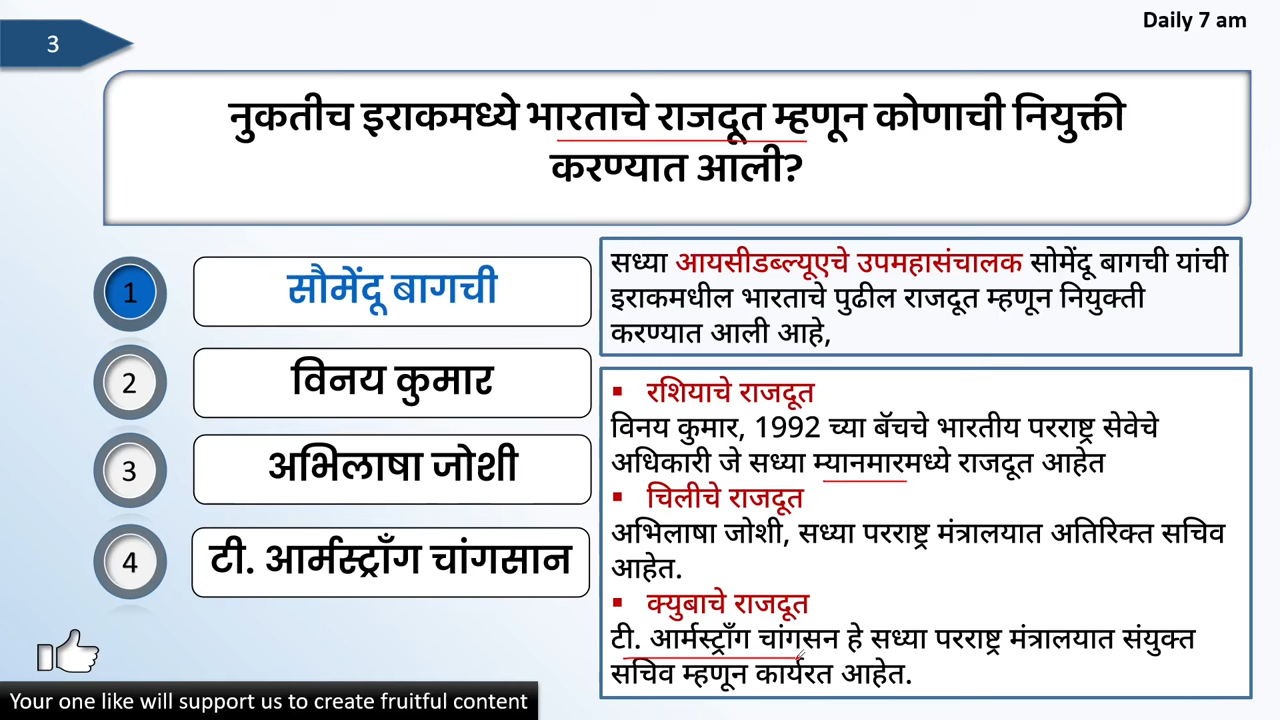 Daily 7 am
3
नुकतीच इराकमध्ये भारताचे राजदूत म्हणून कोणाची नियुक्ती
करण्यात आली?
1
सौमेंदू बागची
2
विनय कुमार
3
अभिलाषा जोशी
4
टी. आर्मस्ट्राँग चांगसान
सध्या आयसीडब्ल्यूएचे उपमहासंचालक सोमेंदू बागची यांची
इराकमधील भारताचे पुढील राजदूत म्हणून नियुक्ती
करण्यात आली आहे,
▪ रशियाचे राजदूत
विनय कुमार, 1992 च्या बॅचचे भारतीय परराष्ट्र सेवेचे
अधिकारी जे सध्या म्यानमारमध्ये राजदूत आहेत
▪ चिलीचे राजदूत
अभिलाषा जोशी, सध्या परराष्ट्र मंत्रालयात अतिरिक्त सचिव
आहेत.
▪ क्युबाचे राजदूत
टी. आर्मस्ट्राँग चांगसन हे सध्या परराष्ट्र मंत्रालयात संयुक्त
सचिव म्हणून कार्यरत आहेत.
Your one like will support us to create fruitful content